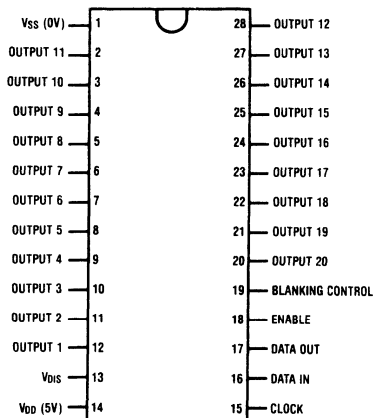 VSS (0V) 1 28 OUTPUT 12
OUTPUT 11 2 27 OUTPUT 13
OUTPUT 10 3 26 OUTPUT 14
OUTPUT 9 4 25 OUTPUT 15
OUTPUT 8 5 24 OUTPUT 16
OUTPUT 7 6 23 OUTPUT 17
OUTPUT 6 7 22 OUTPUT 18
OUTPUT 5 8 21 OUTPUT 19
OUTPUT 4 9 20 OUTPUT 20
OUTPUT 3 10 19 BLANKING CONTROL
OUTPUT 2 11 18 ENABLE
OUTPUT 1 12 17 DATA OUT
VDIS 13 16 DATA IN
VDD (5V) 14 15 CLOCK